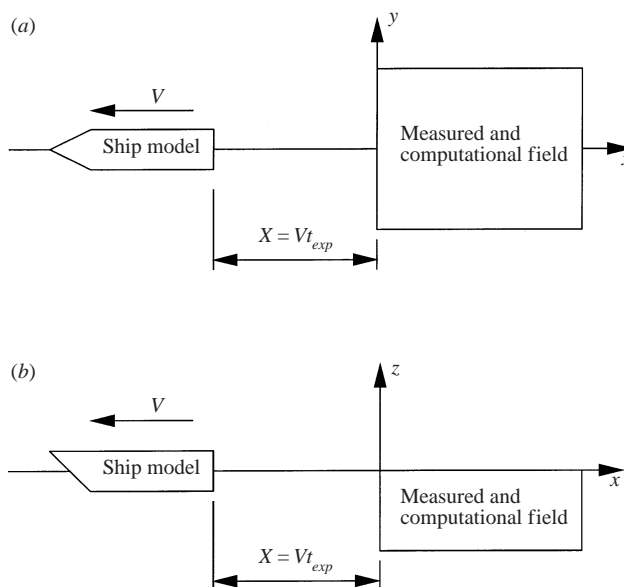 (a)
y
V
Ship model
Measured and
computational field
x
X = Vt_exp
(b)
z
V
Ship model
x
Measured and
computational field
X = Vt_exp